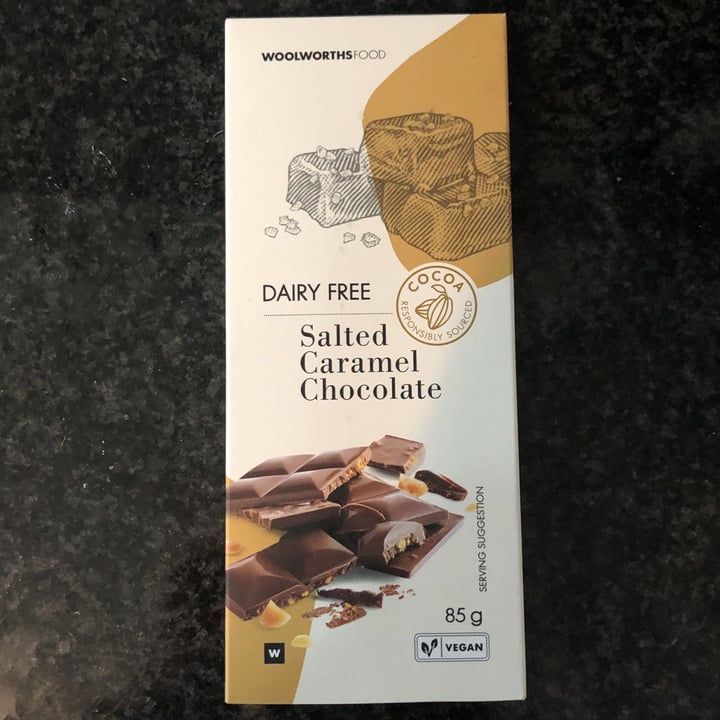 WOOLWORTHSFOOD
DAIRY FREE
COCOA
RESPONSIBLY SOURCED
Salted
Caramel
Chocolate
SERVING SUGGESTION
85 g
W
VEGAN